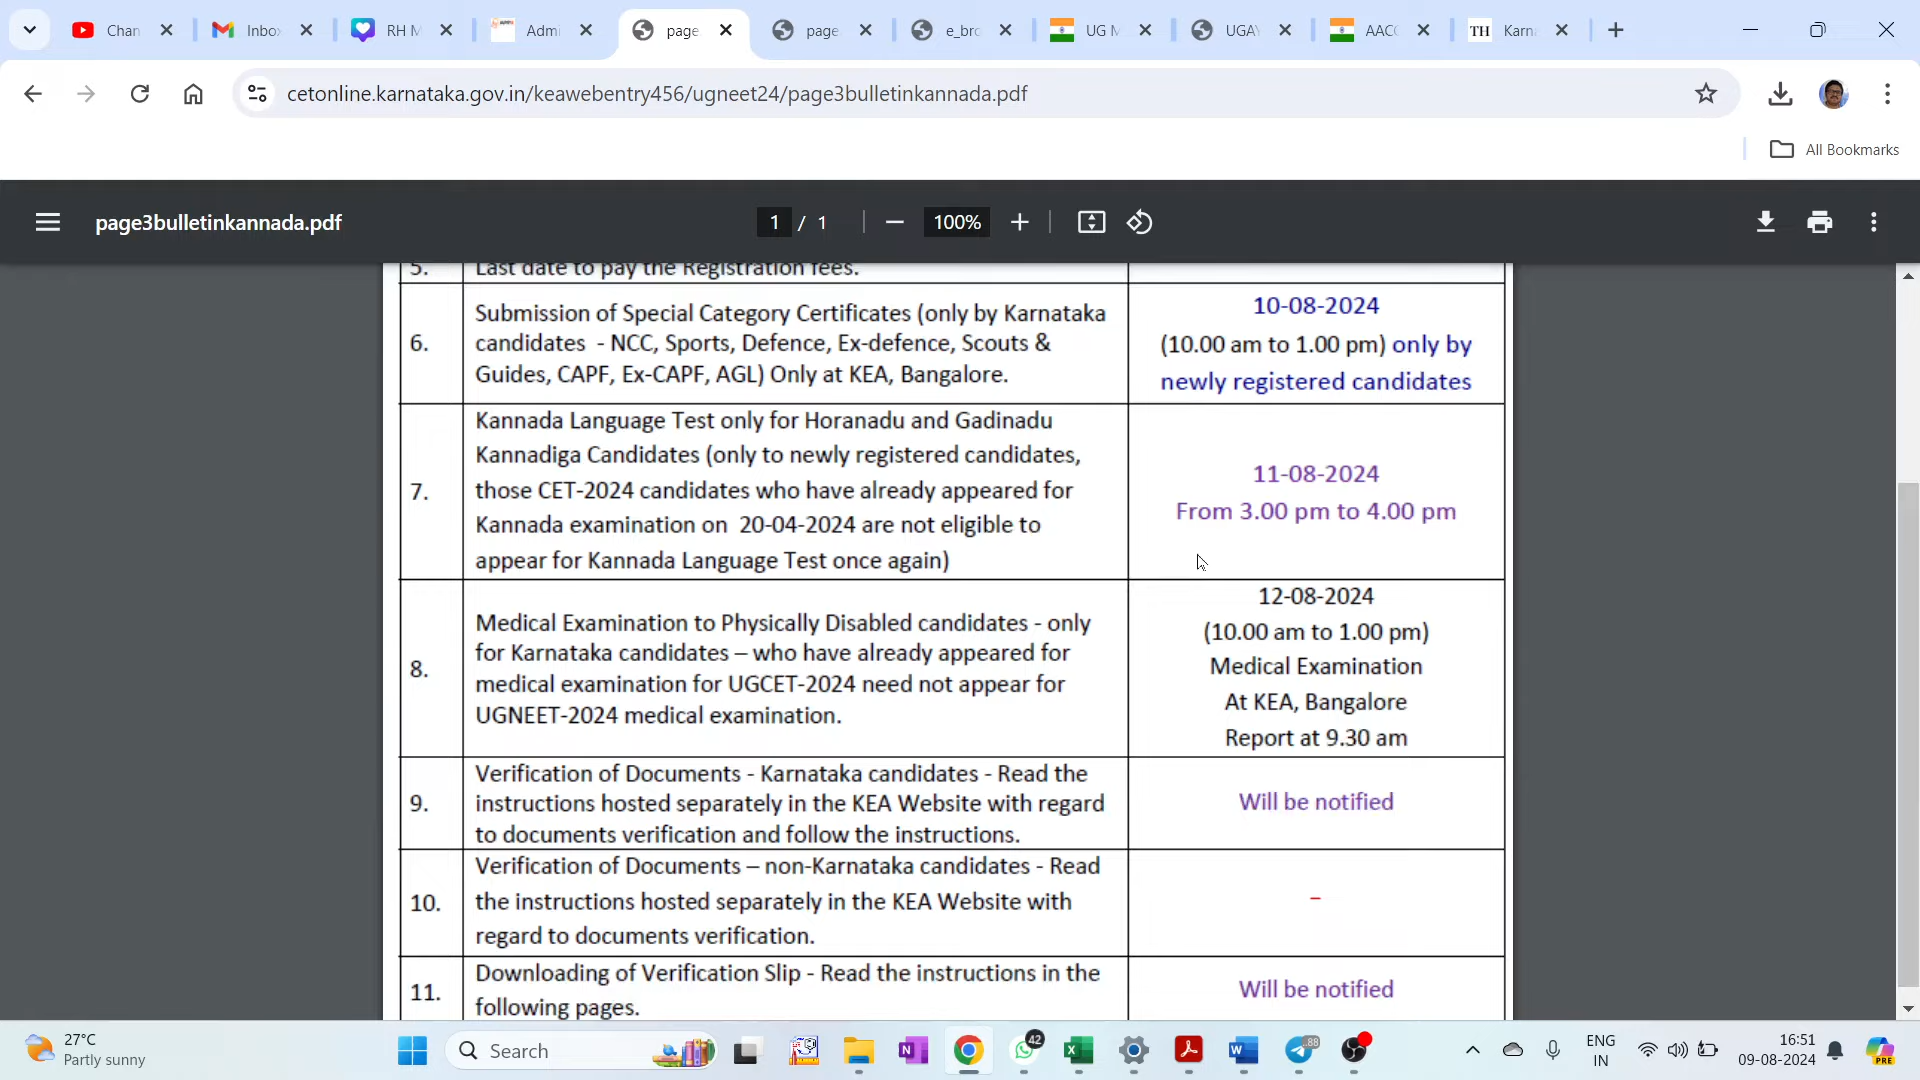 Chan
Inbo
RH M
Admi
page
page
e_bro
UG M
UGAY
AACC
TH
Karn
cetonline.karnataka.gov.in/keawebentry456/ugneet24/page3bulletinkannada.pdf
All Bookmarks
page3bulletinkannada.pdf
1 / 1
100%
5.
Last date to pay the Registration fees.
6.
Submission of Special Category Certificates (only by Karnataka
candidates - NCC, Sports, Defence, Ex-defence, Scouts &
Guides, CAPF, Ex-CAPF, AGL) Only at KEA, Bangalore.
10-08-2024
(10.00 am to 1.00 pm) only by
newly registered candidates
7.
Kannada Language Test only for Horanadu and Gadinadu
Kannadiga Candidates (only to newly registered candidates,
those CET-2024 candidates who have already appeared for
Kannada examination on 20-04-2024 are not eligible to
appear for Kannada Language Test once again)
11-08-2024
From 3.00 pm to 4.00 pm
8.
Medical Examination to Physically Disabled candidates - only
for Karnataka candidates – who have already appeared for
medical examination for UGCET-2024 need not appear for
UGNEET-2024 medical examination.
12-08-2024
(10.00 am to 1.00 pm)
Medical Examination
At KEA, Bangalore
Report at 9.30 am
9.
Verification of Documents - Karnataka candidates - Read the
instructions hosted separately in the KEA Website with regard
to documents verification and follow the instructions.
Will be notified
10.
Verification of Documents – non-Karnataka candidates - Read
the instructions hosted separately in the KEA Website with
regard to documents verification.
–
11.
Downloading of Verification Slip - Read the instructions in the
following pages.
Will be notified
27°C
Partly sunny
Search
42
88
ENG
IN
16:51
09-08-2024
PRE